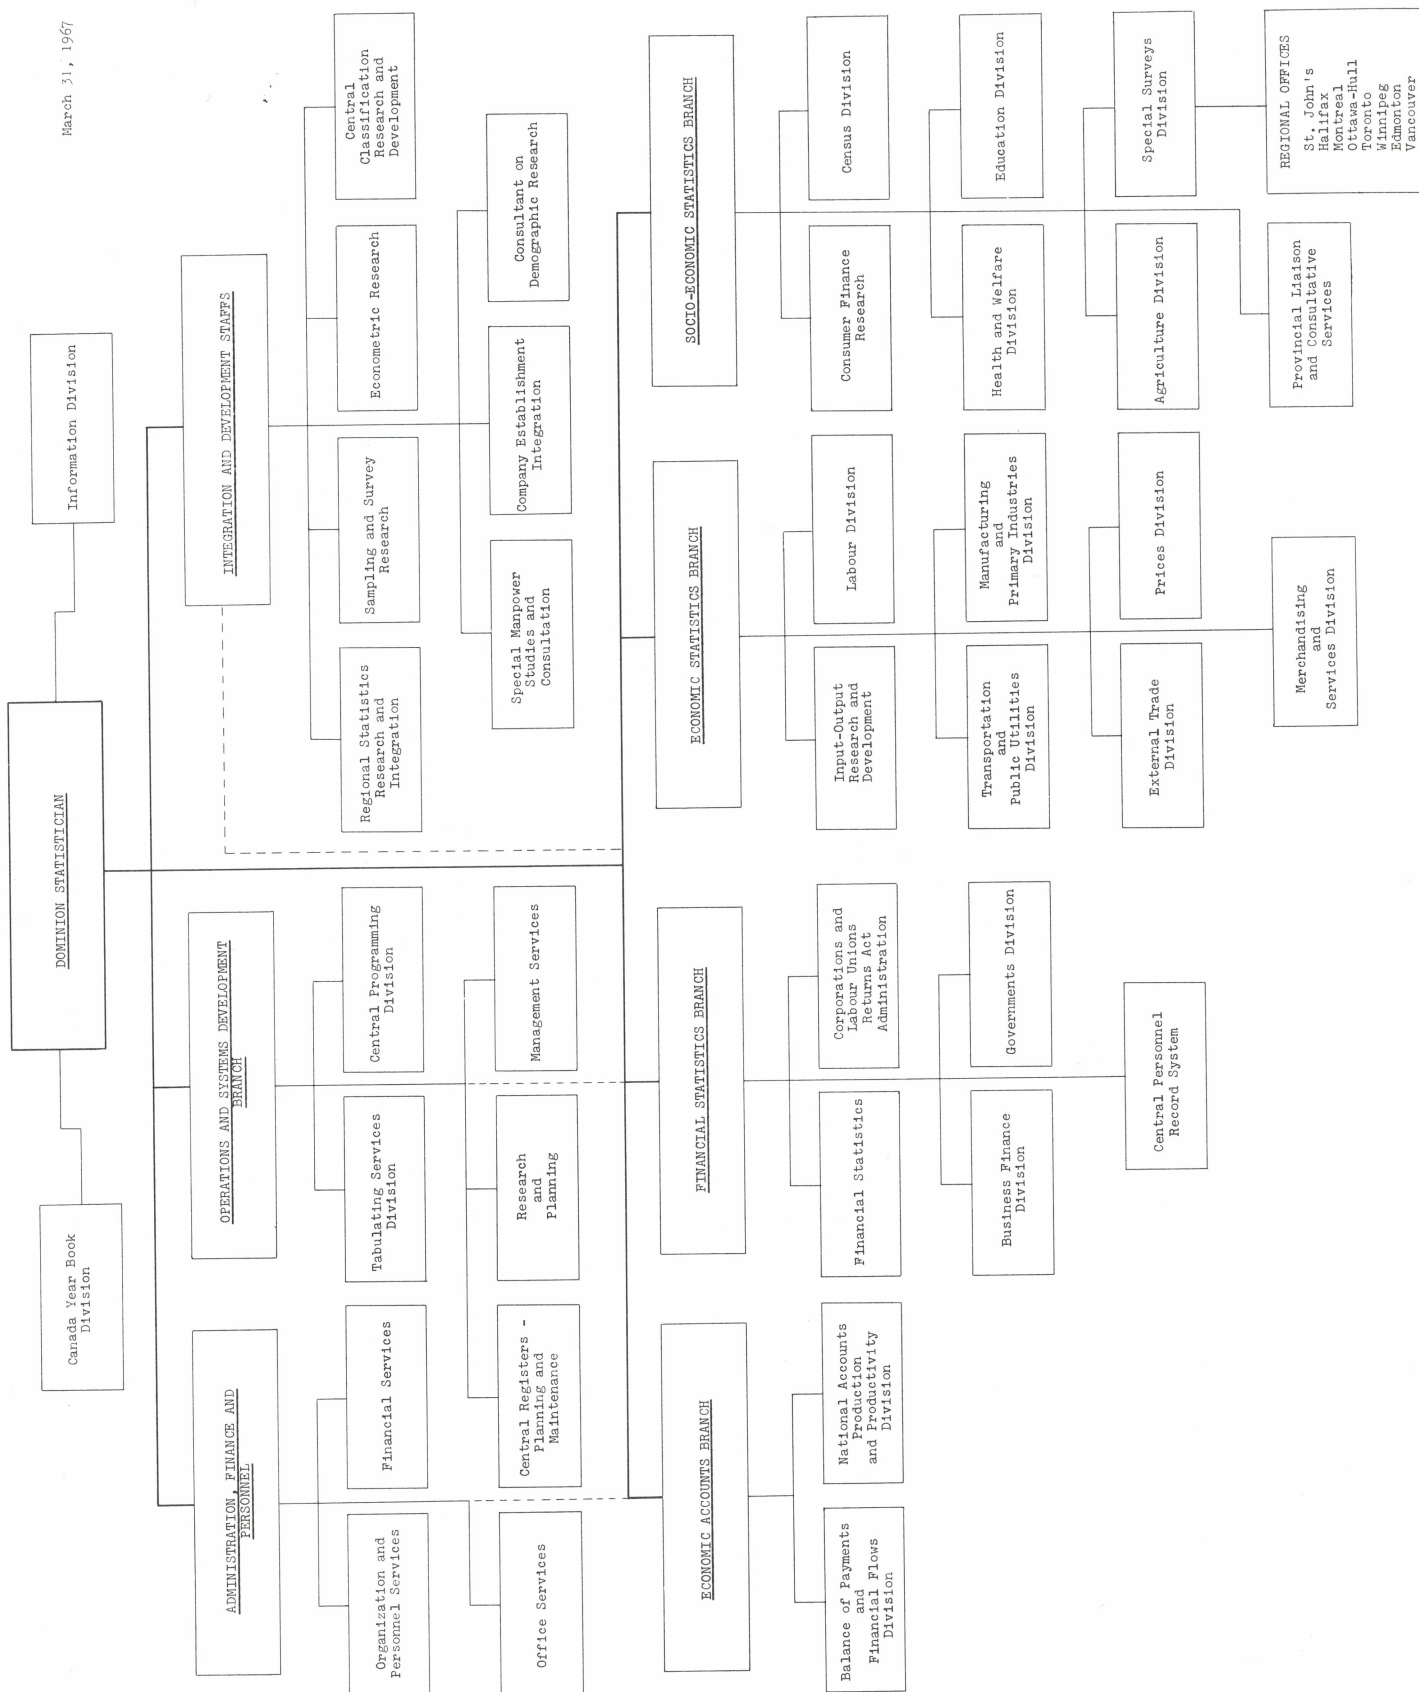 March 31, 1967
DOMINION STATISTICIAN
Canada Year Book
Division
Information Division
ADMINISTRATION, FINANCE AND
PERSONNEL
OPERATIONS AND SYSTEMS DEVELOPMENT
BRANCH
INTEGRATION AND DEVELOPMENT STAFFS
Organization and
Personnel Services
Financial Services
Office Services
Tabulating Services
Division
Central Programming
Division
Central Registers -
Planning and
Maintenance
Research
and
Planning
Management Services
Regional Statistics
Research and
Integration
Sampling and Survey
Research
Econometric Research
Central
Classification
Research and
Development
Special Manpower
Studies and
Consultation
Company Establishment
Integration
Consultant on
Demographic Research
ECONOMIC ACCOUNTS BRANCH
FINANCIAL STATISTICS BRANCH
ECONOMIC STATISTICS BRANCH
SOCIO-ECONOMIC STATISTICS BRANCH
Balance of Payments
and
Financial Flows
Division
National Accounts
Production
and Productivity
Division
Financial Statistics
Corporations and
Labour Unions
Returns Act
Administration
Business Finance
Division
Governments Division
Central Personnel
Record System
Input-Output
Research and
Development
Labour Division
Transportation
and
Public Utilities
Division
Manufacturing
and
Primary Industries
Division
External Trade
Division
Prices Division
Merchandising
and
Services Division
Consumer Finance
Research
Census Division
Health and Welfare
Division
Education Division
Agriculture Division
Special Surveys
Division
Provincial Liaison
and Consultative
Services
REGIONAL OFFICES
St. John's
Halifax
Montreal
Ottawa-Hull
Toronto
Winnipeg
Edmonton
Vancouver